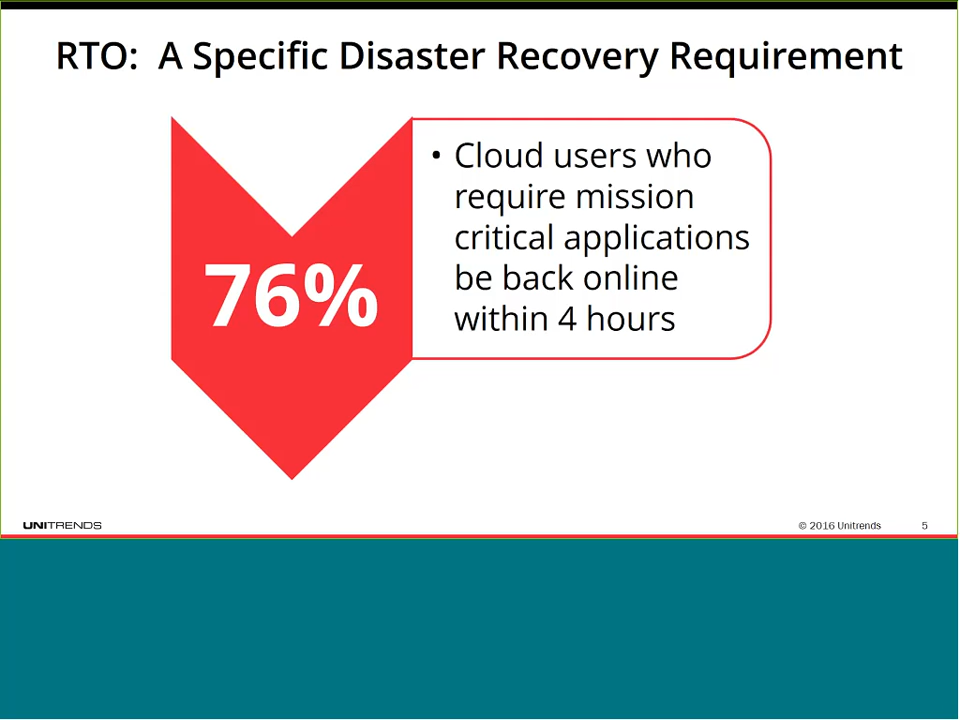 RTO: A Specific Disaster Recovery Requirement
76%
• Cloud users who
require mission
critical applications
be back online
within 4 hours
UNITRENDS
© 2016 Unitrends
5